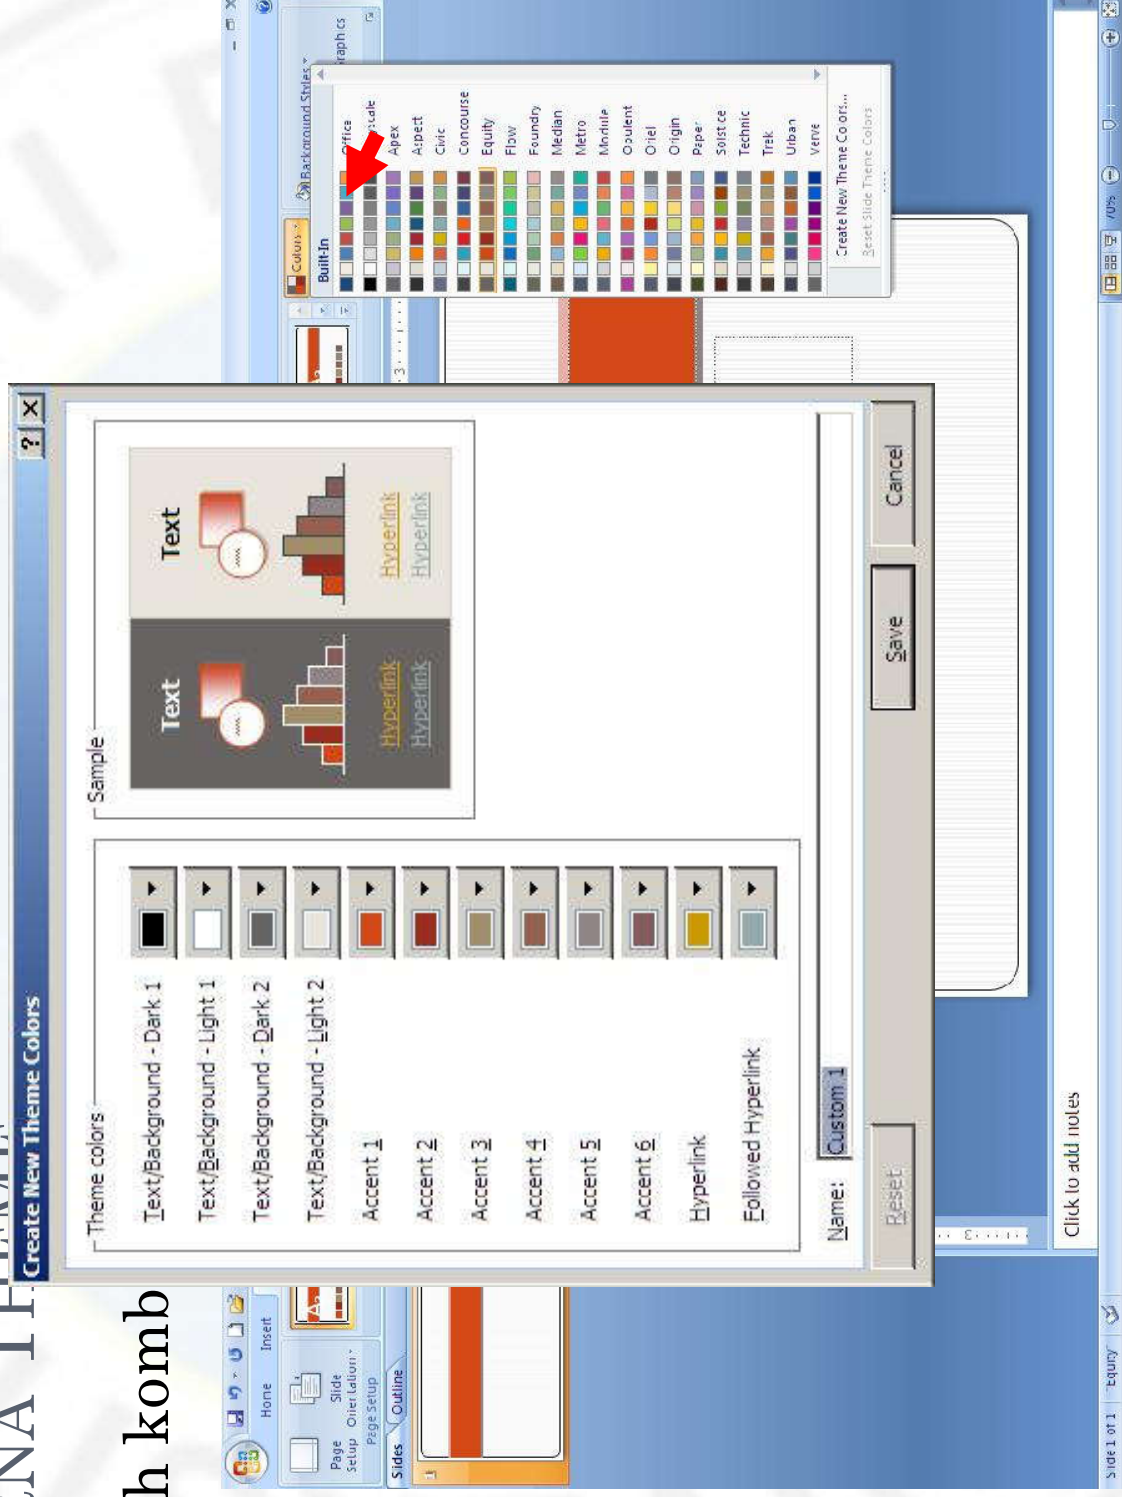 h komb
Home
Insert
Page
Setup
Slide
Orientation
Page Setup
Slides
Outline
Colors
Background Styles
Built-In
Office
Apex
Aspect
Civic
Concourse
Equity
Flow
Foundry
Median
Metro
Module
Opulent
Oriel
Origin
Paper
Solstice
Technic
Trek
Urban
Verve
Create New Theme Colors...
Reset Slide Theme Colors
Create New Theme Colors
Theme colors
Text/Background - Dark 1
Text/Background - Light 1
Text/Background - Dark 2
Text/Background - Light 2
Accent 1
Accent 2
Accent 3
Accent 4
Accent 5
Accent 6
Hyperlink
Followed Hyperlink
Sample
Text
Text
Hyperlink
Hyperlink
Hyperlink
Hyperlink
Name:
Custom 1
Reset
Save
Cancel
Click to add notes
Slide 1 of 1
"Equity"
70%